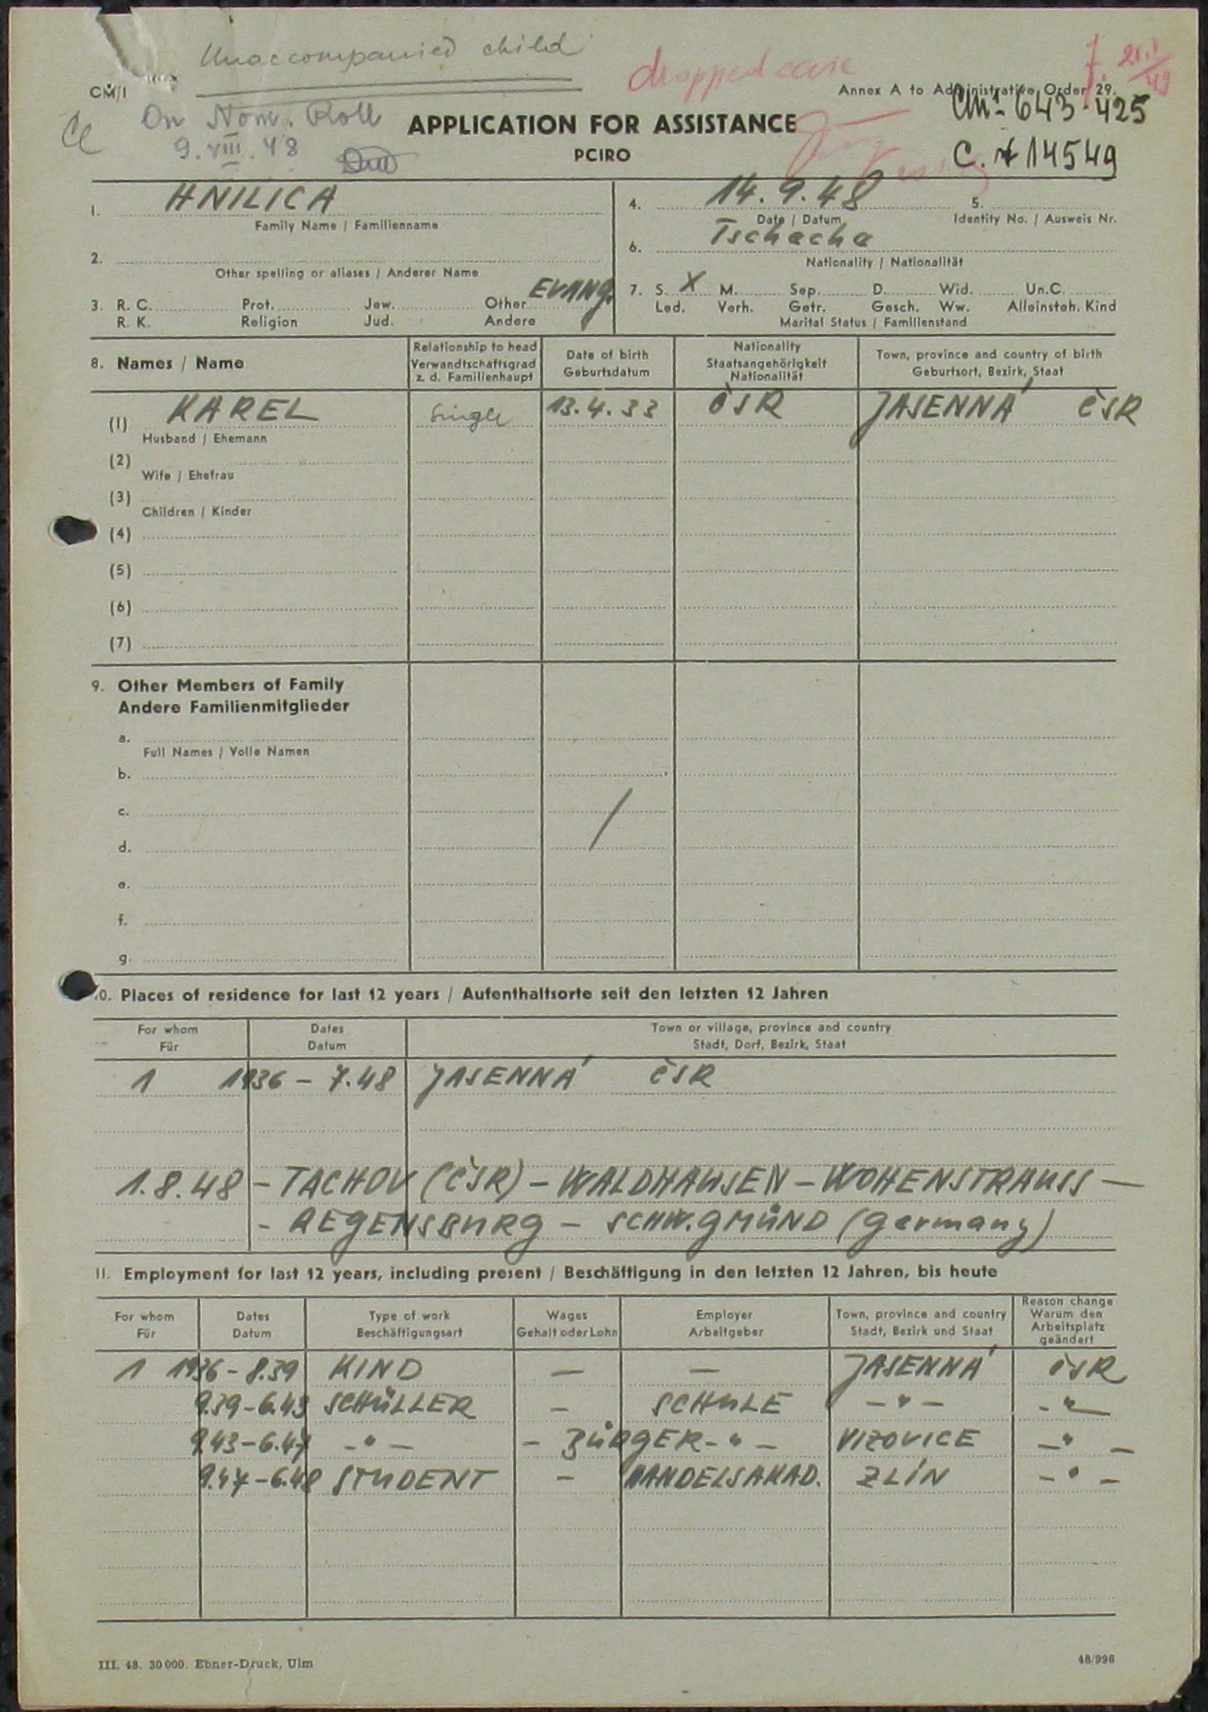 Unaccompanied child
dropped case
CM/1
Annex A to Administrative Order 29.
On Nom. Roll
APPLICATION FOR ASSISTANCE
CM1- 643.425
9.VIII.48
PCIRO
C. # 14549
1. HNILICA
Family Name / Familienname
2.
Other spelling or aliases / Anderer Name
3. R. C. Prot. Jew. Other EVANG.
R. K. Religion Jud. Andere
4. 14.9.48 5.
Date / Datum Identity No. / Ausweis Nr.
6. Tscheche
Nationality / Nationalität
7. S. X M. Sep. D. Wid. Un.C.
Led. Verh. Getr. Gesch. Ww. Alleinsteh. Kind
Marital Status / Familienstand
8. Names / Name
Relationship to head
Verwandtschaftsgrad
z. d. Familienhaupt
Date of birth
Geburtsdatum
Nationality
Staatsangehörigkeit
Nationalität
Town, province and country of birth
Geburtsort, Bezirk, Staat
(1) KAREL single 13.4.33 ČSR JASENNÁ ČSR
Husband / Ehemann
(2)
Wife / Ehefrau
(3)
Children / Kinder
(4)
(5)
(6)
(7)
9. Other Members of Family
Andere Familienmitglieder
a.
Full Names / Volle Namen
b.
c.
d.
e.
f.
g.
10. Places of residence for last 12 years / Aufenthaltsorte seit den letzten 12 Jahren
For whom Dates Town or village, province and country
Für Datum Stadt, Dorf, Bezirk, Staat
1 1936 – 7.48 JASENNÁ ČSR
1.8.48 – TACHOV (ČSR) – WALDHAUSEN – WOHENSTRAUSS –
– REGENSBURG – SCHW. GMÜND (Germany)
11. Employment for last 12 years, including present / Beschäftigung in den letzten 12 Jahren, bis heute
For whom Dates Type of work Wages Employer Town, province and country
Für Datum Beschäftigungsart Gehalt oder Lohn Arbeitgeber Stadt, Bezirk und Staat
Reason change
Warum den
Arbeitsplatz
geändert
1 1936 – 8.39 KIND — — JASENNÁ ČSR
9.39 – 6.43 SCHÜLLER – SCHULE – " – – " –
9.43 – 6.47 – " – – BÜRGER – " – VIZOVICE – " –
9.47 – 6.48 STUDENT – HANDELSAKAD. ZLÍN – " –
III. 48. 30000. Ebner-Druck, Ulm
48/996